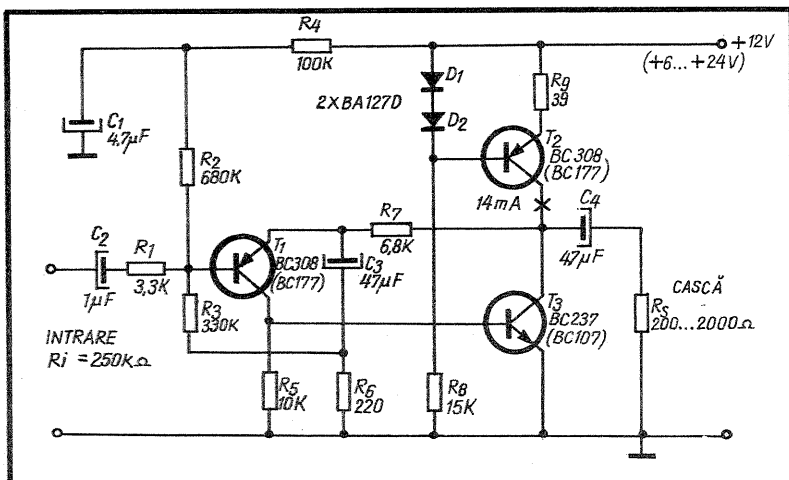 R4
100K
+12V
(+6...+24V)
D1
2XBA127D
D2
R9
39
C1
4,7µF
R2
680K
T2
BC308
(BC177)
14mA
C4
47µF
C2
1µF
R1
3,3K
T1
BC308
(BC177)
R7
6,8K
C3
47µF
R3
330K
T3
BC237
(BC107)
CASCĂ
RS
200...2000Ω
INTRARE
Ri = 250KΩ
R5
10K
R6
220
R8
15K